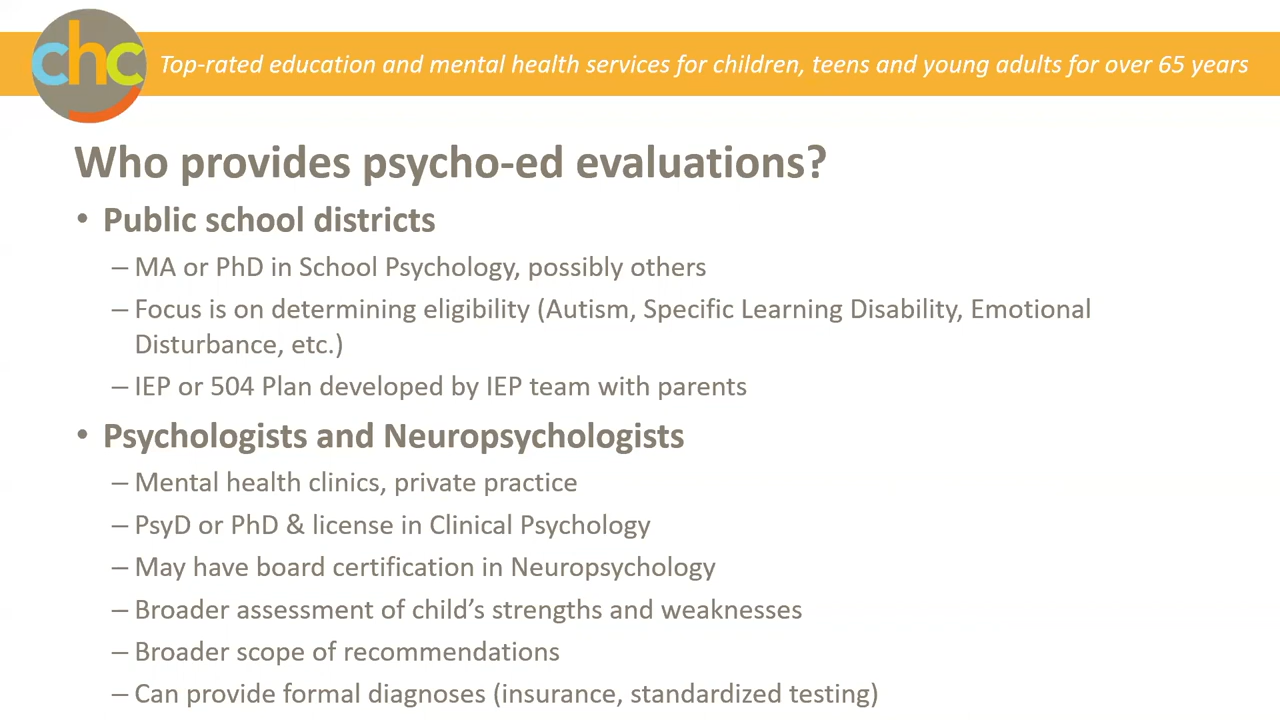 chc
Top-rated education and mental health services for children, teens and young adults for over 65 years
Who provides psycho-ed evaluations?
• Public school districts
– MA or PhD in School Psychology, possibly others
– Focus is on determining eligibility (Autism, Specific Learning Disability, Emotional
Disturbance, etc.)
– IEP or 504 Plan developed by IEP team with parents
• Psychologists and Neuropsychologists
– Mental health clinics, private practice
– PsyD or PhD & license in Clinical Psychology
– May have board certification in Neuropsychology
– Broader assessment of child’s strengths and weaknesses
– Broader scope of recommendations
– Can provide formal diagnoses (insurance, standardized testing)